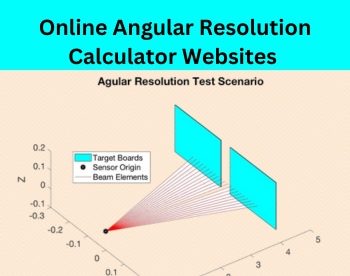 Online Angular Resolution
Calculator Websites
Agular Resolution Test Scenario
Target Boards
Sensor Origin
Beam Elements
Z
0.2
0.1
0
-0.1
-0.3
-0.2
-0.1
0
0.1
5
4
3
2